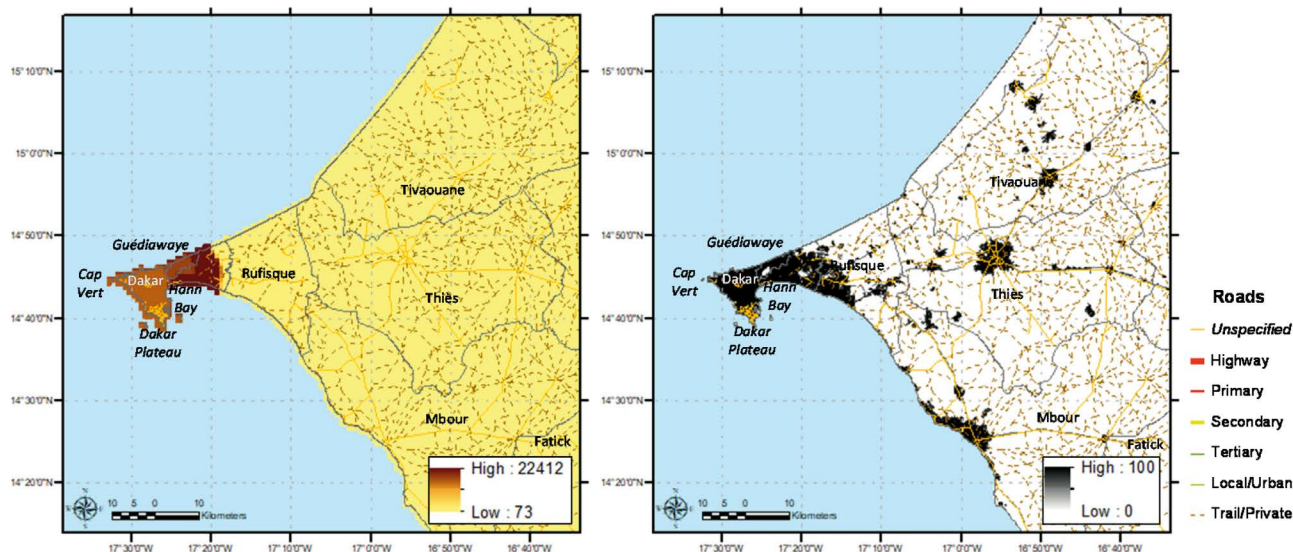 15°10'0"N
15°0'0"N
14°50'0"N
14°40'0"N
14°30'0"N
14°20'0"N
Tivaouane
Guédiawaye
Cap
Vert
Dakar
Hann
Bay
Rufisque
Dakar
Plateau
Thiès
Mbour
Fatick
High : 22412
Low : 73
10 5 0 10
Kilometers
17°30'0"W 17°20'0"W 17°10'0"W 17°0'0"W 16°50'0"W 16°40'0"W
15°10'0"N
15°0'0"N
14°50'0"N
14°40'0"N
14°30'0"N
14°20'0"N
Tivaouane
Guédiawaye
Cap
Vert
Dakar
Hann
Bay
Rufisque
Dakar
Plateau
Thiès
Mbour
Fatick
High : 100
Low : 0
10 5 0 10
Kilometers
17°30'0"W 17°20'0"W 17°10'0"W 17°0'0"W 16°50'0"W 16°40'0"W
Roads
Unspecified
Highway
Primary
Secondary
Tertiary
Local/Urban
Trail/Private